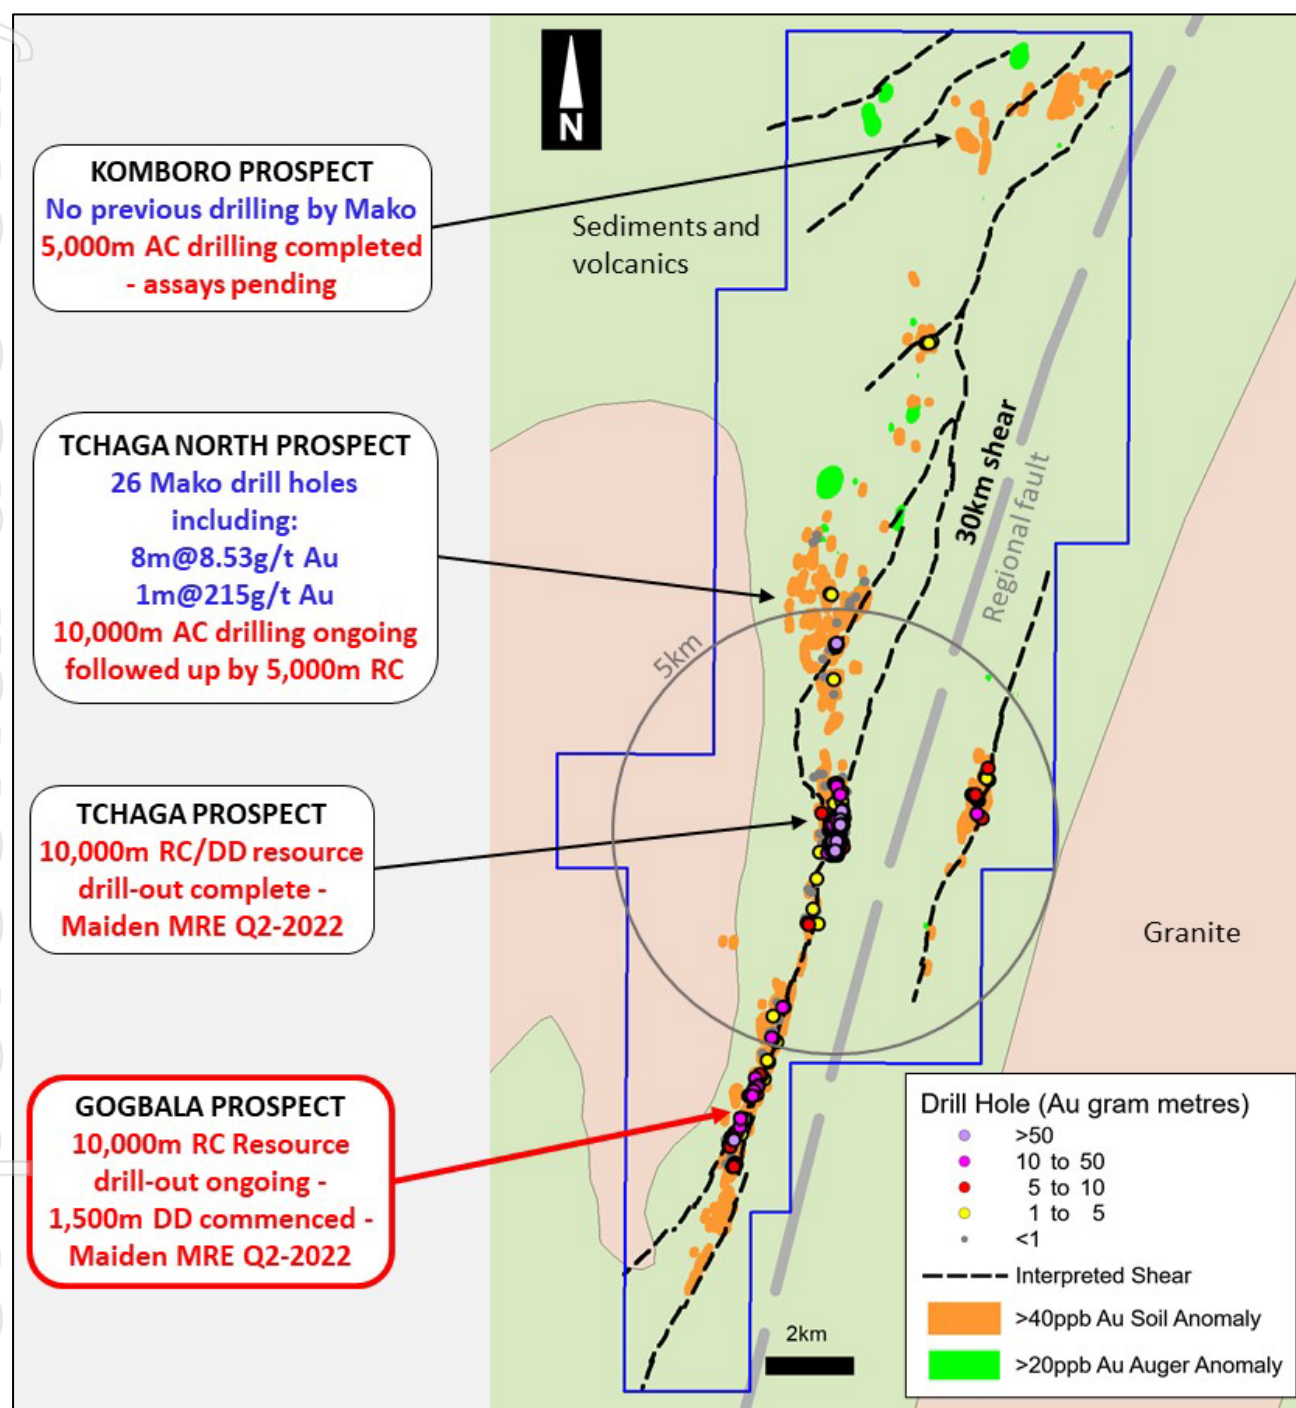 N
KOMBORO PROSPECT
No previous drilling by Mako
5,000m AC drilling completed
- assays pending
Sediments and
volcanics
TCHAGA NORTH PROSPECT
26 Mako drill holes
including:
8m@8.53g/t Au
1m@215g/t Au
10,000m AC drilling ongoing
followed up by 5,000m RC
30km shear
Regional fault
5km
TCHAGA PROSPECT
10,000m RC/DD resource
drill-out complete -
Maiden MRE Q2-2022
Granite
GOGBALA PROSPECT
10,000m RC Resource
drill-out ongoing -
1,500m DD commenced -
Maiden MRE Q2-2022
2km
Drill Hole (Au gram metres)
>50
10 to 50
5 to 10
1 to 5
<1
Interpreted Shear
>40ppb Au Soil Anomaly
>20ppb Au Auger Anomaly